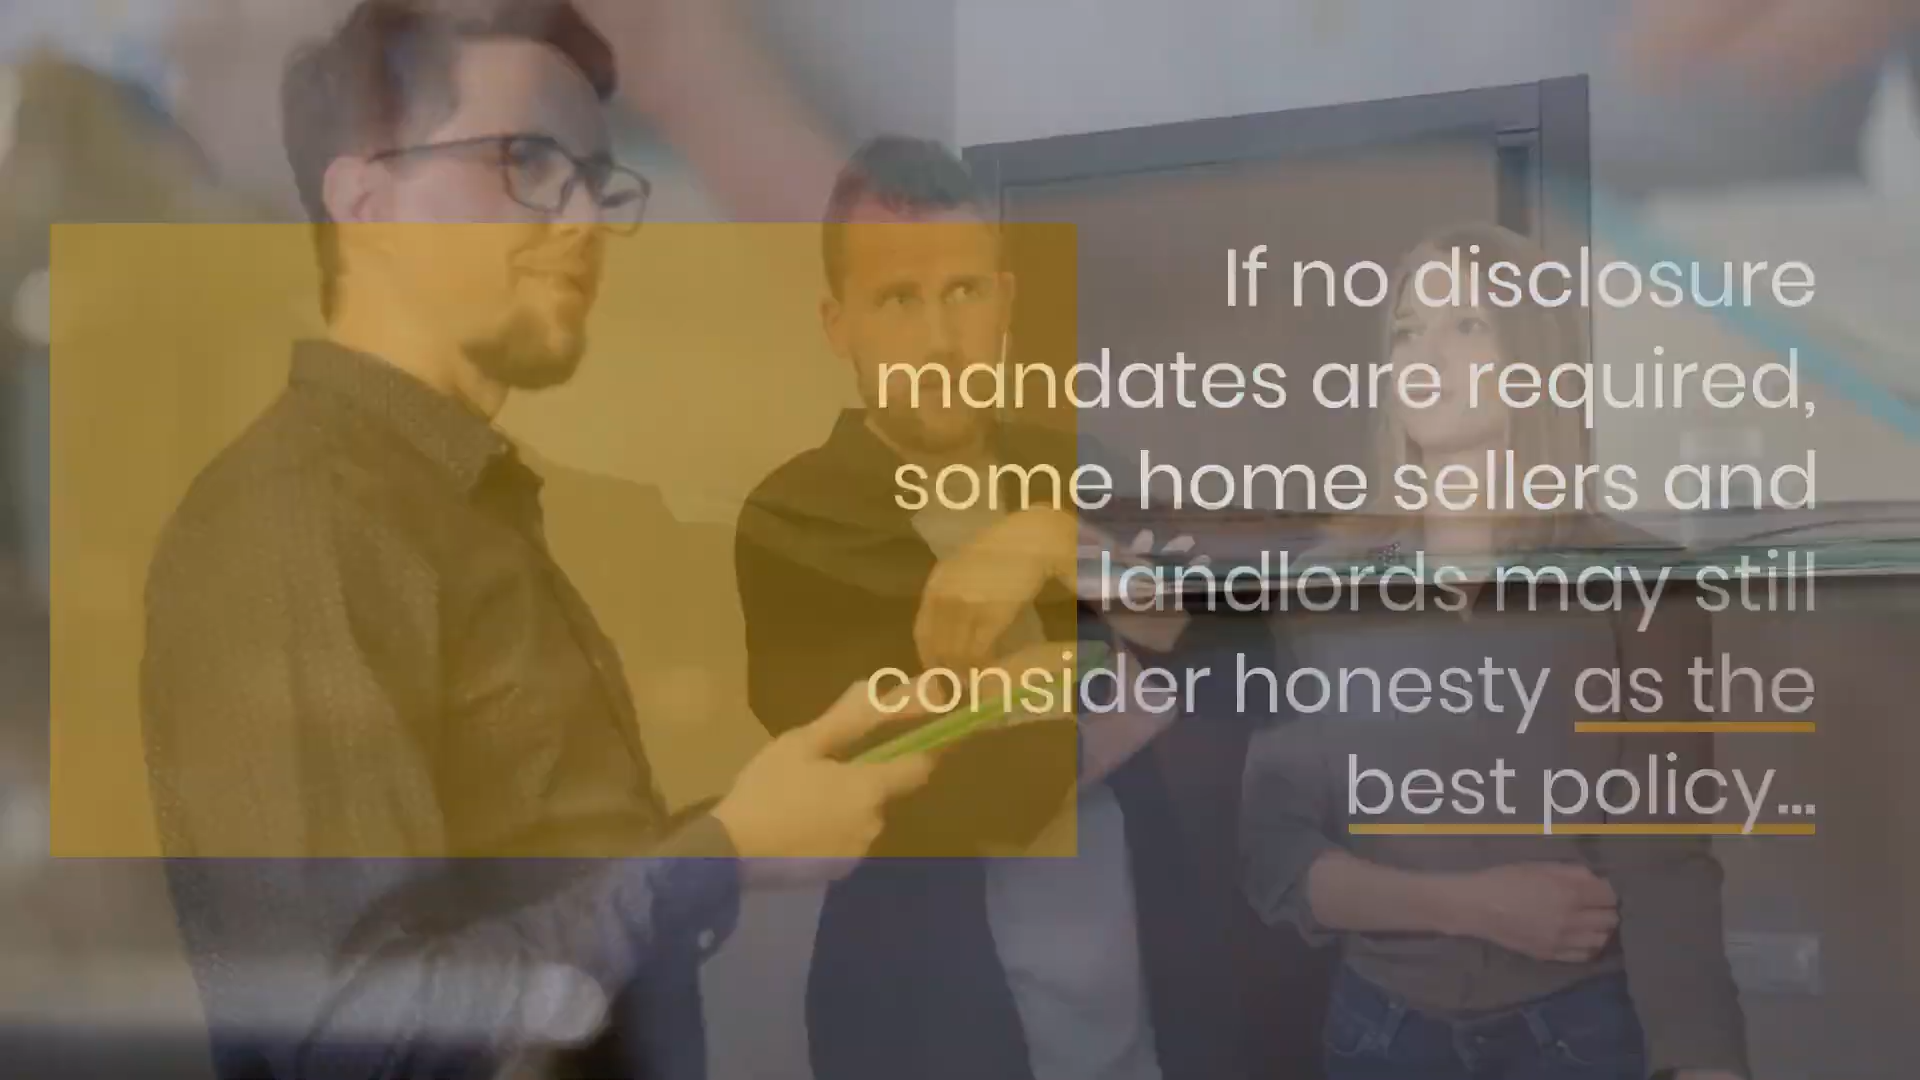 If no disclosure
mandates are required,
some home sellers and
landlords may still
consider honesty as the
best policy...